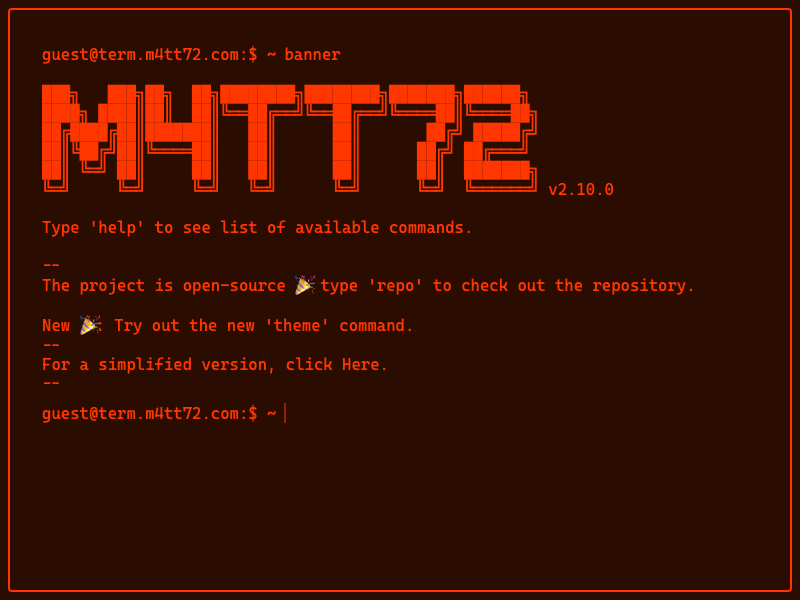 guest@term.m4tt72.com:$ ~ banner
M4TT72 v2.10.0
Type 'help' to see list of available commands.
--
The project is open-source 🎉 type 'repo' to check out the repository.
New 🎉 Try out the new 'theme' command.
--
For a simplified version, click Here.
--
guest@term.m4tt72.com:$ ~